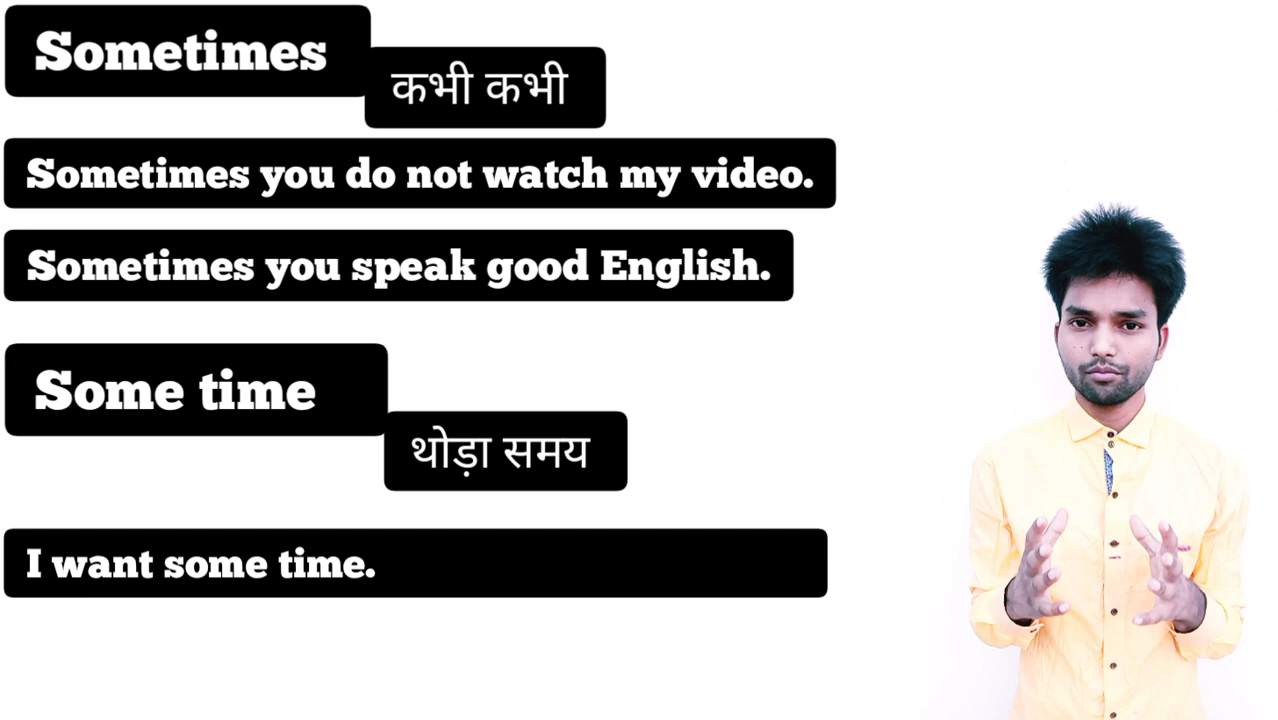 Sometimes
कभी कभी
Sometimes you do not watch my video.
Sometimes you speak good English.
Some time
थोड़ा समय
I want some time.